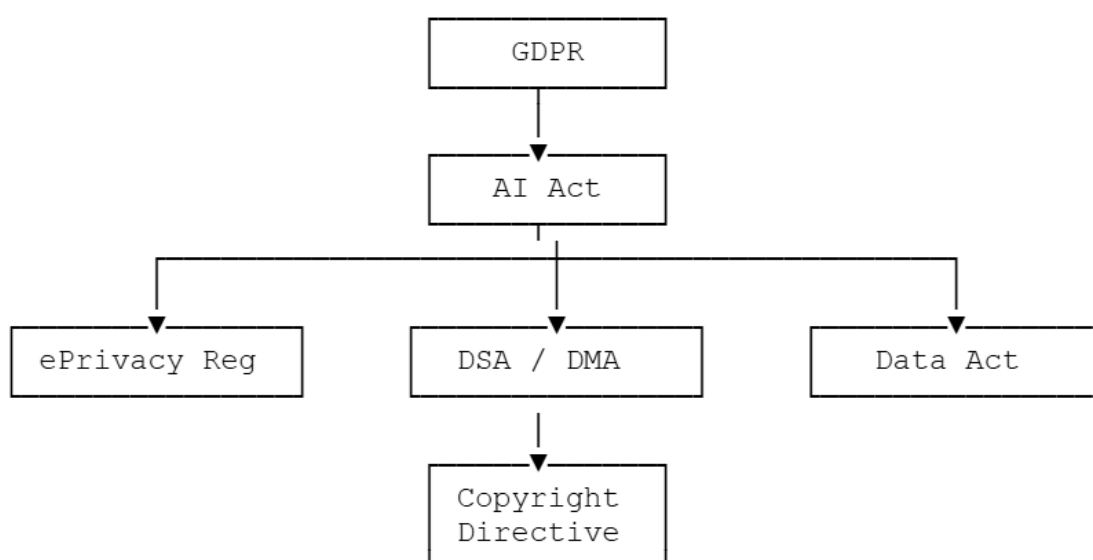 GDPR
AI Act
ePrivacy Reg
DSA / DMA
Data Act
Copyright
Directive